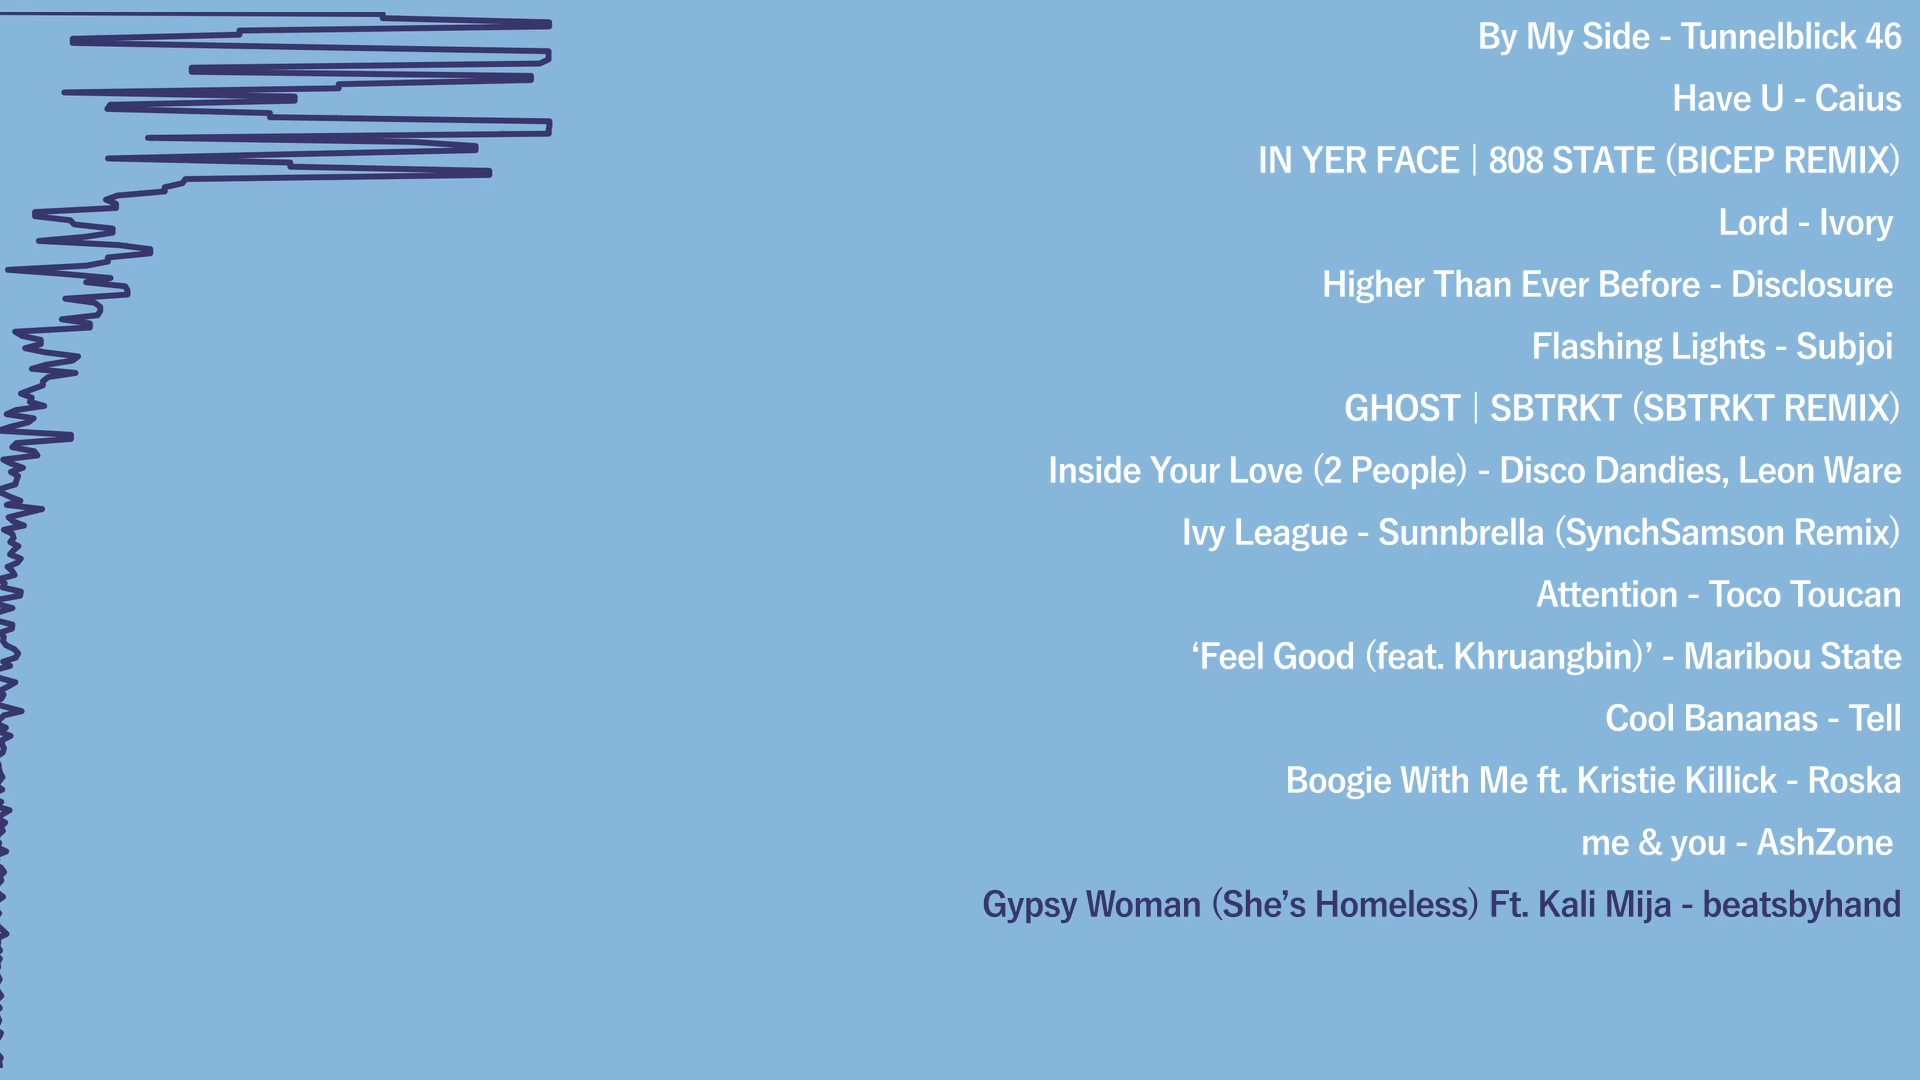 By My Side - Tunnelblick 46
Have U - Caius
IN YER FACE | 808 STATE (BICEP REMIX)
Lord - Ivory
Higher Than Ever Before - Disclosure
Flashing Lights - Subjoi
GHOST | SBTRKT (SBTRKT REMIX)
Inside Your Love (2 People) - Disco Dandies, Leon Ware
Ivy League - Sunnbrella (SynchSamson Remix)
Attention - Toco Toucan
‘Feel Good (feat. Khruangbin)’ - Maribou State
Cool Bananas - Tell
Boogie With Me ft. Kristie Killick - Roska
me & you - AshZone
Gypsy Woman (She’s Homeless) Ft. Kali Mija - beatsbyhand